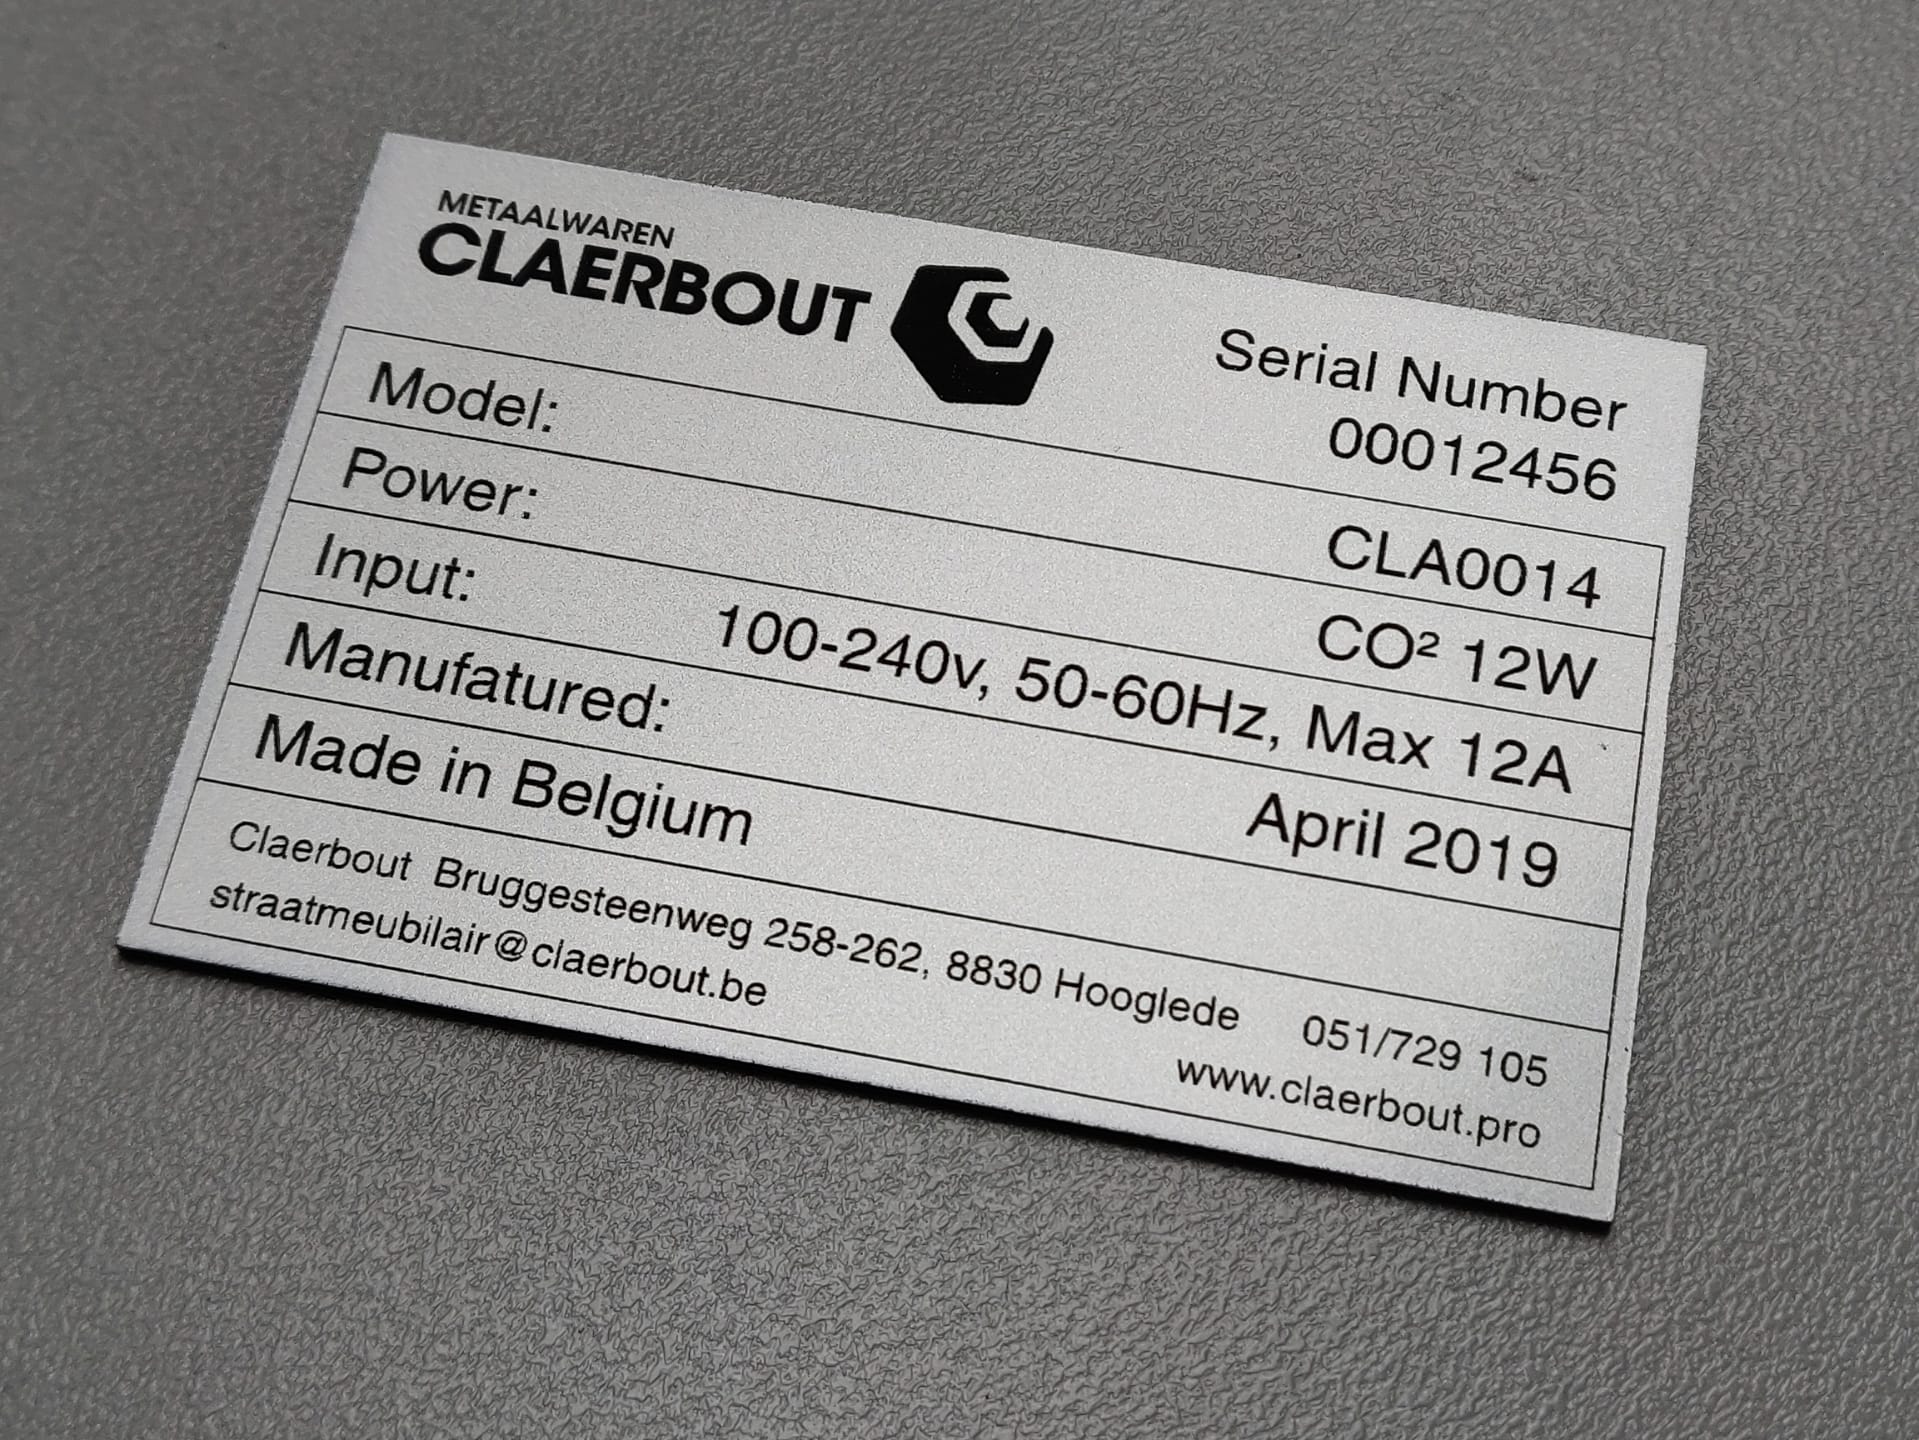 METAALWAREN
CLAERBOUT
Serial Number
00012456
Model: CLA0014
Power: CO² 12W
Input: 100-240v, 50-60Hz, Max 12A
Manufatured: April 2019
Made in Belgium
Claerbout Bruggesteenweg 258-262, 8830 Hooglede 051/729 105
straatmeubilair@claerbout.be www.claerbout.pro